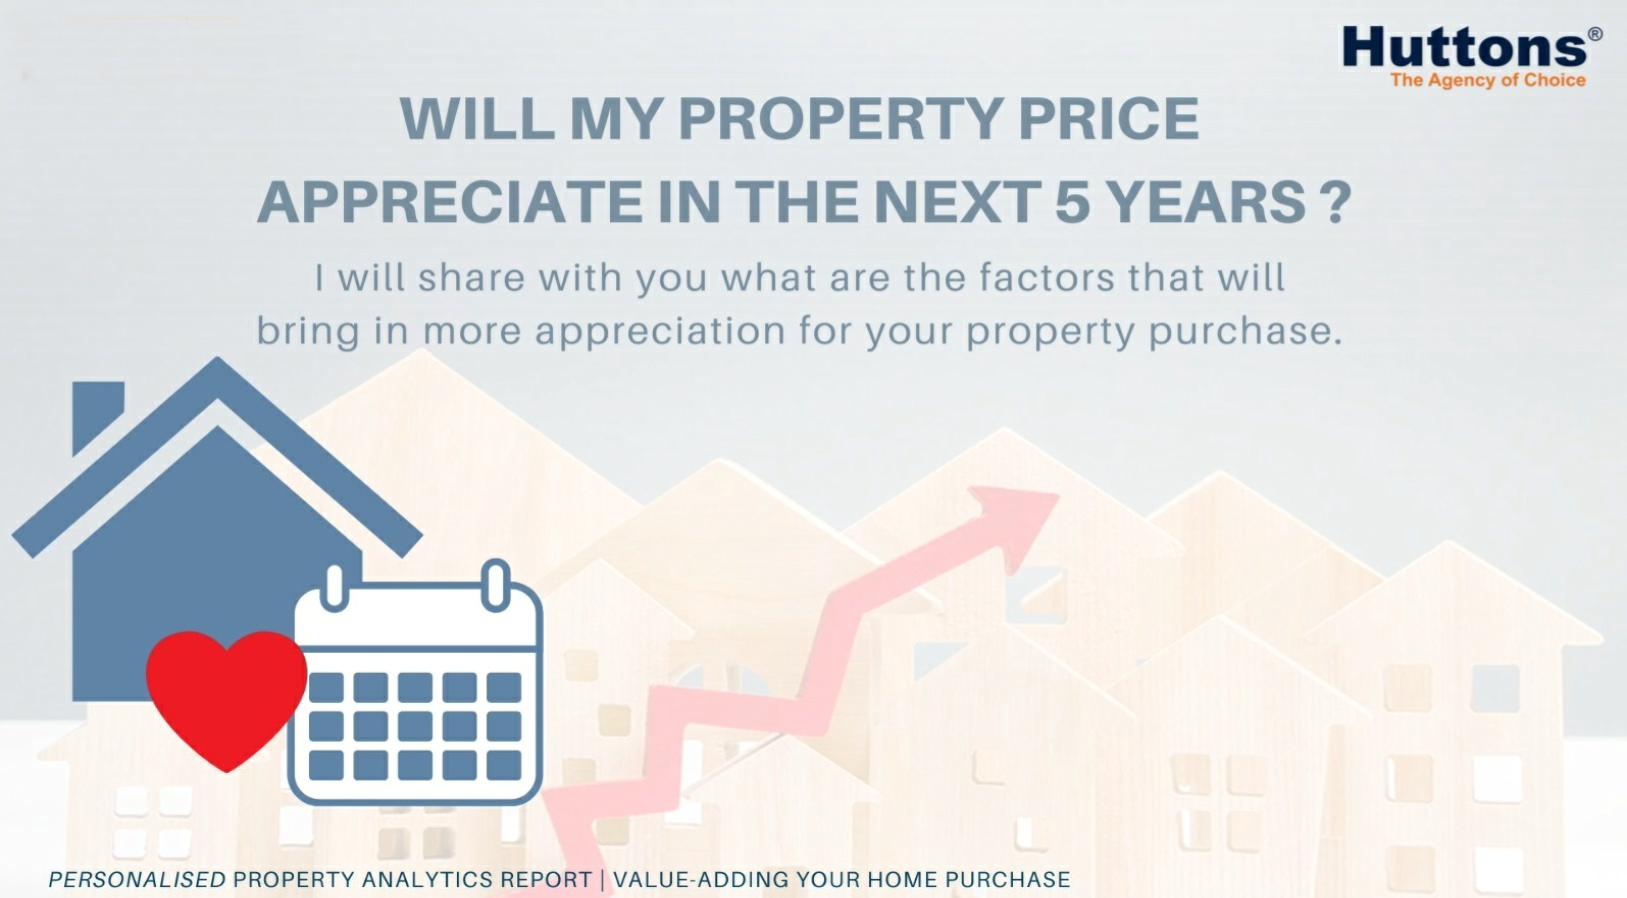 Huttons®
The Agency of Choice
WILL MY PROPERTY PRICE
APPRECIATE IN THE NEXT 5 YEARS ?
I will share with you what are the factors that will
bring in more appreciation for your property purchase.
PERSONALISED PROPERTY ANALYTICS REPORT | VALUE-ADDING YOUR HOME PURCHASE